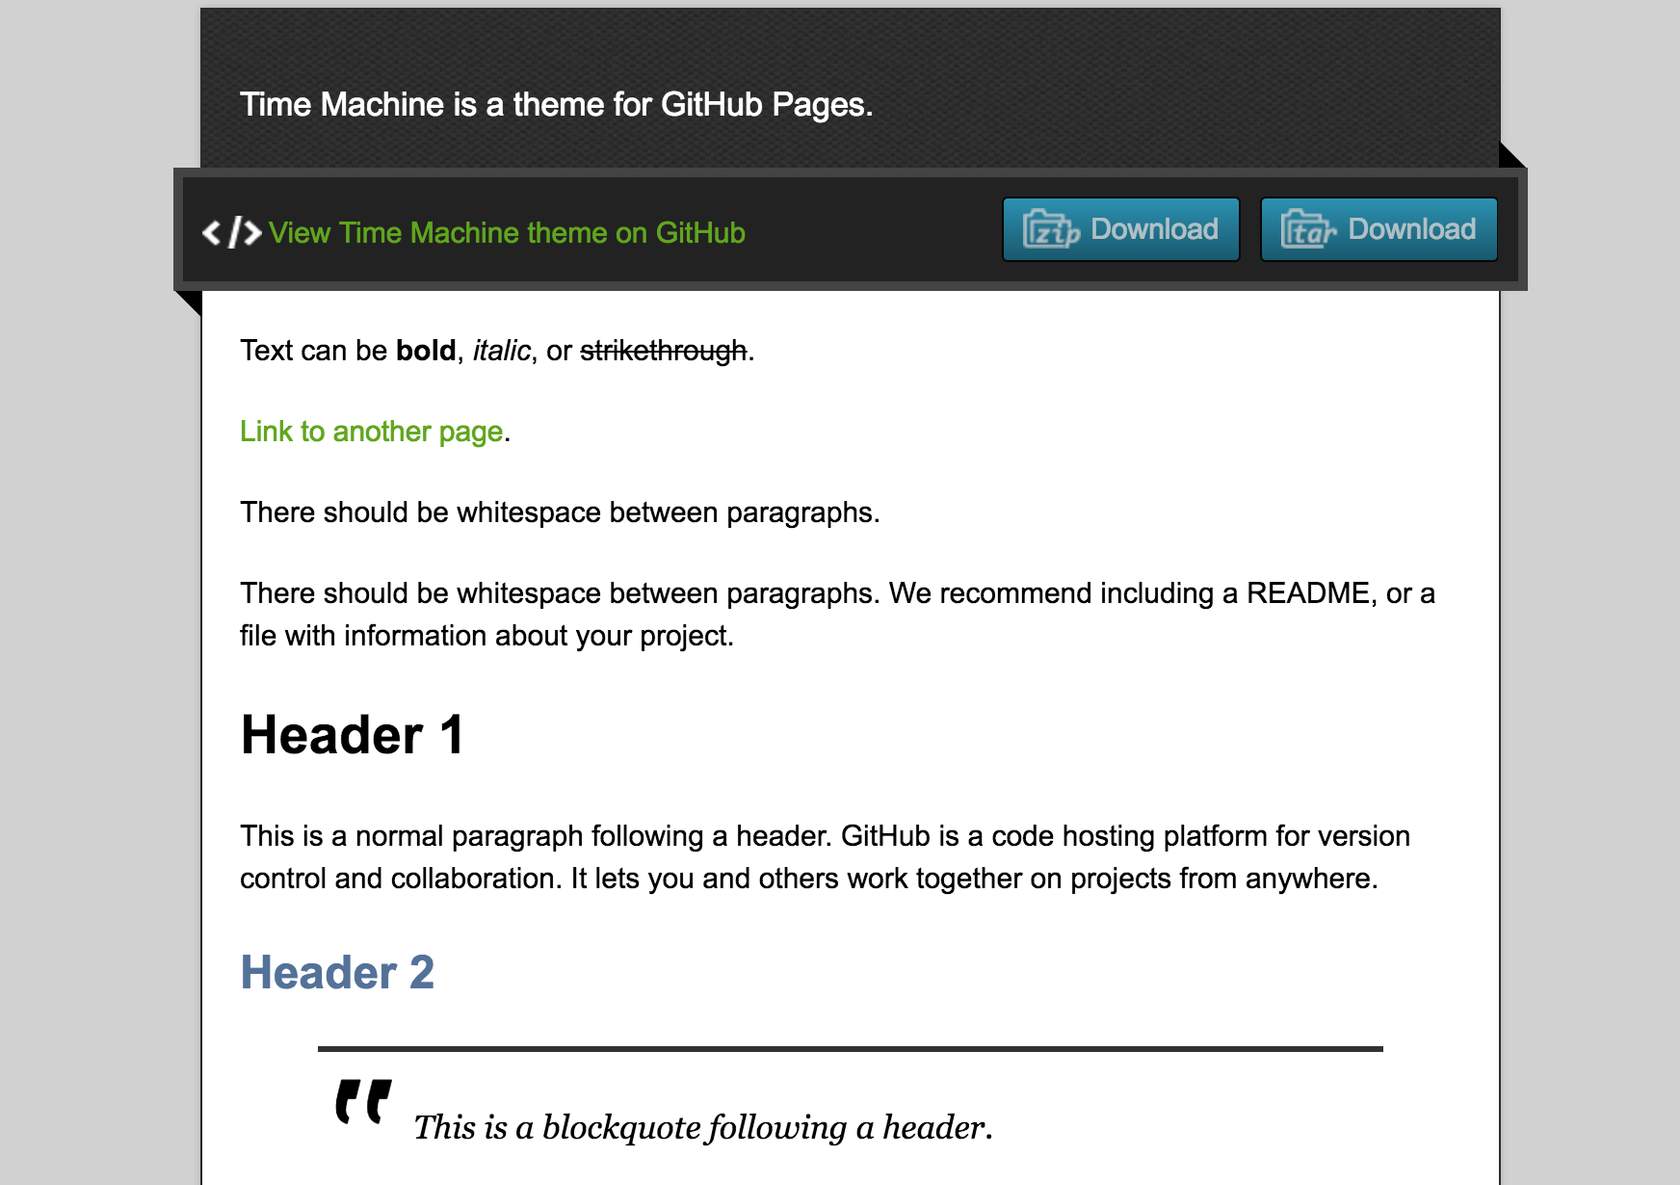 Time Machine is a theme for GitHub Pages.
</> View Time Machine theme on GitHub
zip Download
tar Download
Text can be bold, italic, or strikethrough.
Link to another page.
There should be whitespace between paragraphs.
There should be whitespace between paragraphs. We recommend including a README, or a
file with information about your project.
Header 1
This is a normal paragraph following a header. GitHub is a code hosting platform for version
control and collaboration. It lets you and others work together on projects from anywhere.
Header 2
" This is a blockquote following a header.